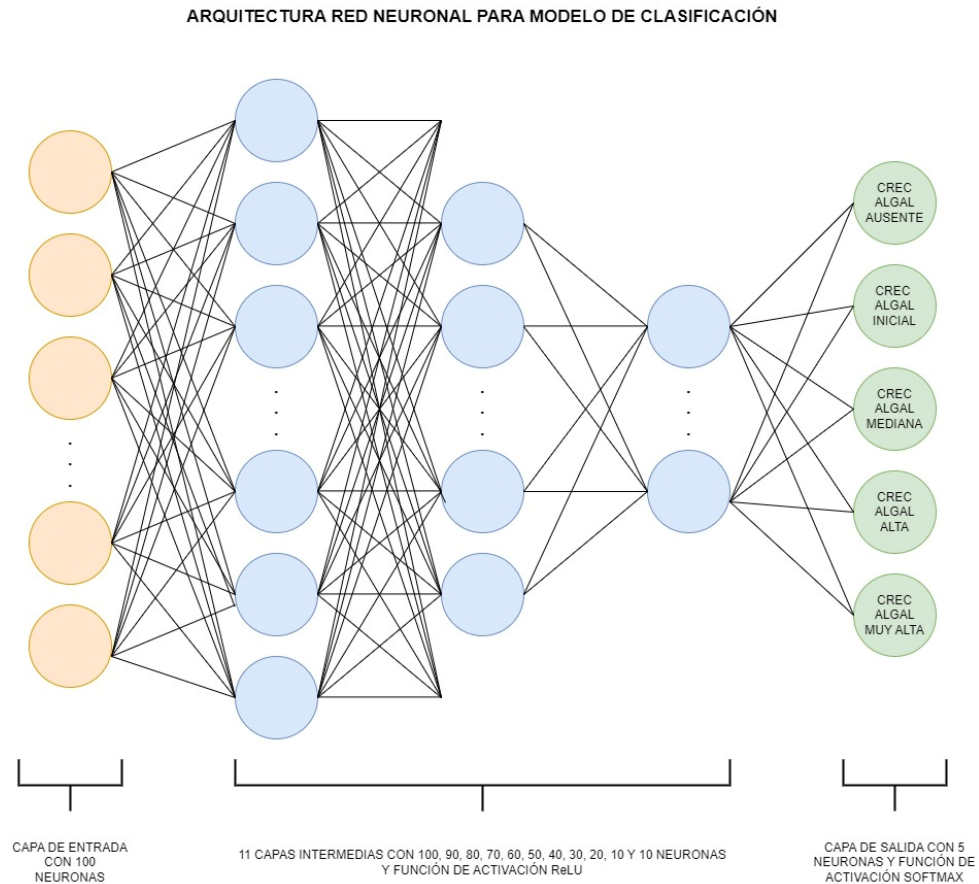 ARQUITECTURA RED NEURONAL PARA MODELO DE CLASIFICACIÓN
CREC
ALGAL
AUSENTE
CREC
ALGAL
INICIAL
CREC
ALGAL
MEDIANA
CREC
ALGAL
ALTA
CREC
ALGAL
MUY ALTA
CAPA DE ENTRADA
CON 100
NEURONAS
11 CAPAS INTERMEDIAS CON 100, 90, 80, 70, 60, 50, 40, 30, 20, 10 Y 10 NEURONAS
Y FUNCIÓN DE ACTIVACIÓN ReLU
CAPA DE SALIDA CON 5
NEURONAS Y FUNCIÓN DE
ACTIVACIÓN SOFTMAX